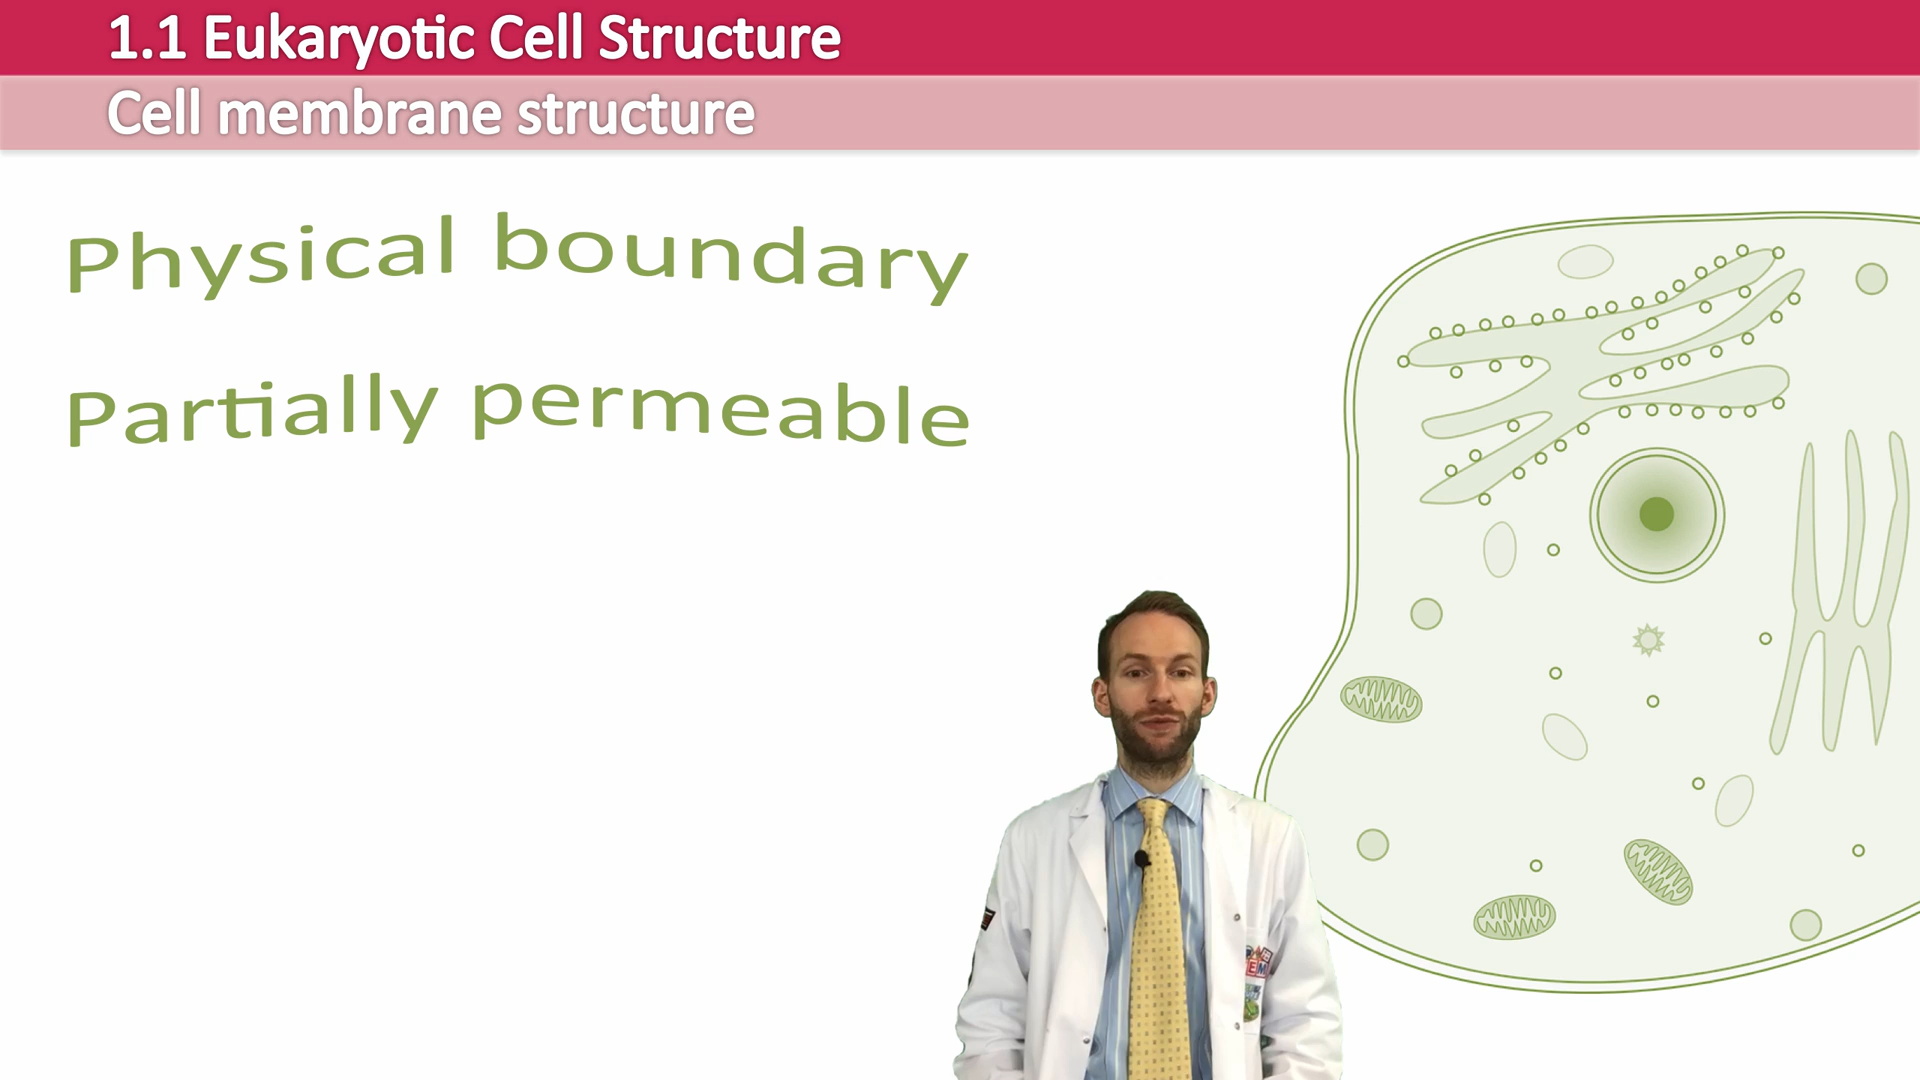 1.1 Eukaryotic Cell Structure
Cell membrane structure
Physical boundary
Partially permeable